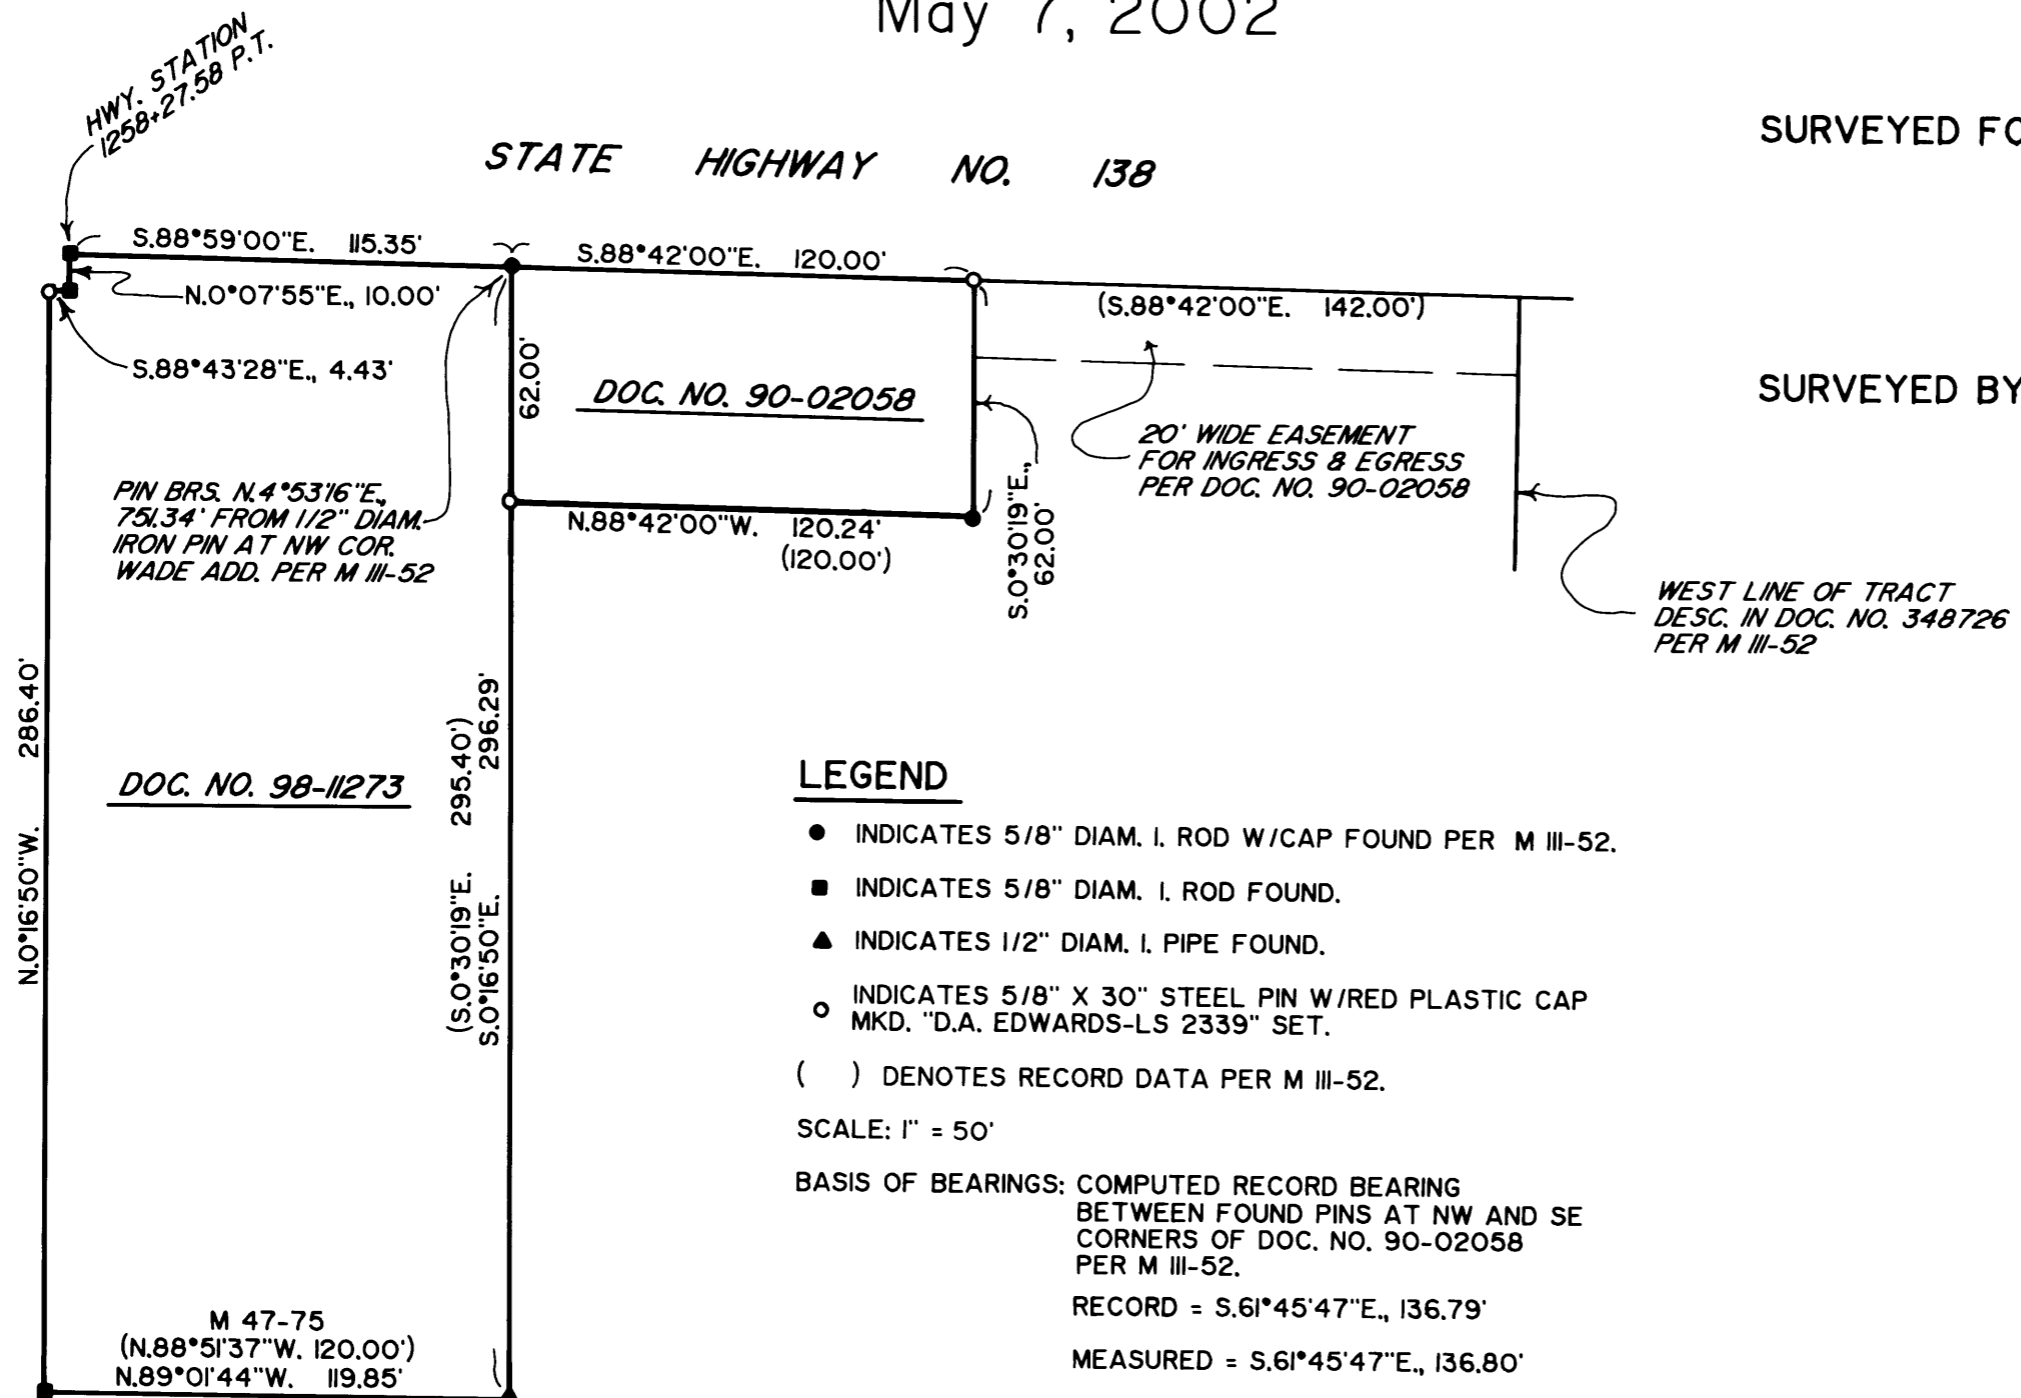 May 7, 2002
HWY. STATION
1258+27.58 P.T.
STATE HIGHWAY NO. 138
SURVEYED FO
S.88°59'00"E. 115.35'
S.88°42'00"E. 120.00'
N.0°07'55"E., 10.00'
(S.88°42'00"E. 142.00')
S.88°43'28"E., 4.43'
62.00'
DOC. NO. 90-02058
SURVEYED BY
20' WIDE EASEMENT
FOR INGRESS & EGRESS
PER DOC. NO. 90-02058
PIN BRS. N.4°53'16"E.,
751.34' FROM 1/2" DIAM.
IRON PIN AT NW COR.
WADE ADD. PER M III-52
N.88°42'00"W. 120.24'
(120.00')
S.0°30'19"E.,
62.00'
WEST LINE OF TRACT
DESC. IN DOC. NO. 348726
PER M III-52
N.0°16'50"W. 286.40'
DOC. NO. 98-11273
(S.0°30'19"E. 295.40')
S.0°16'50"E. 296.29'
LEGEND
● INDICATES 5/8" DIAM. I. ROD W/CAP FOUND PER M III-52.
■ INDICATES 5/8" DIAM. I. ROD FOUND.
▲ INDICATES 1/2" DIAM. I. PIPE FOUND.
○ INDICATES 5/8" X 30" STEEL PIN W/RED PLASTIC CAP
MKD. "D.A. EDWARDS-LS 2339" SET.
( ) DENOTES RECORD DATA PER M III-52.
SCALE: 1" = 50'
BASIS OF BEARINGS: COMPUTED RECORD BEARING
BETWEEN FOUND PINS AT NW AND SE
CORNERS OF DOC. NO. 90-02058
PER M III-52.
RECORD = S.61°45'47"E., 136.79'
MEASURED = S.61°45'47"E., 136.80'
M 47-75
(N.88°51'37"W. 120.00')
N.89°01'44"W. 119.85'